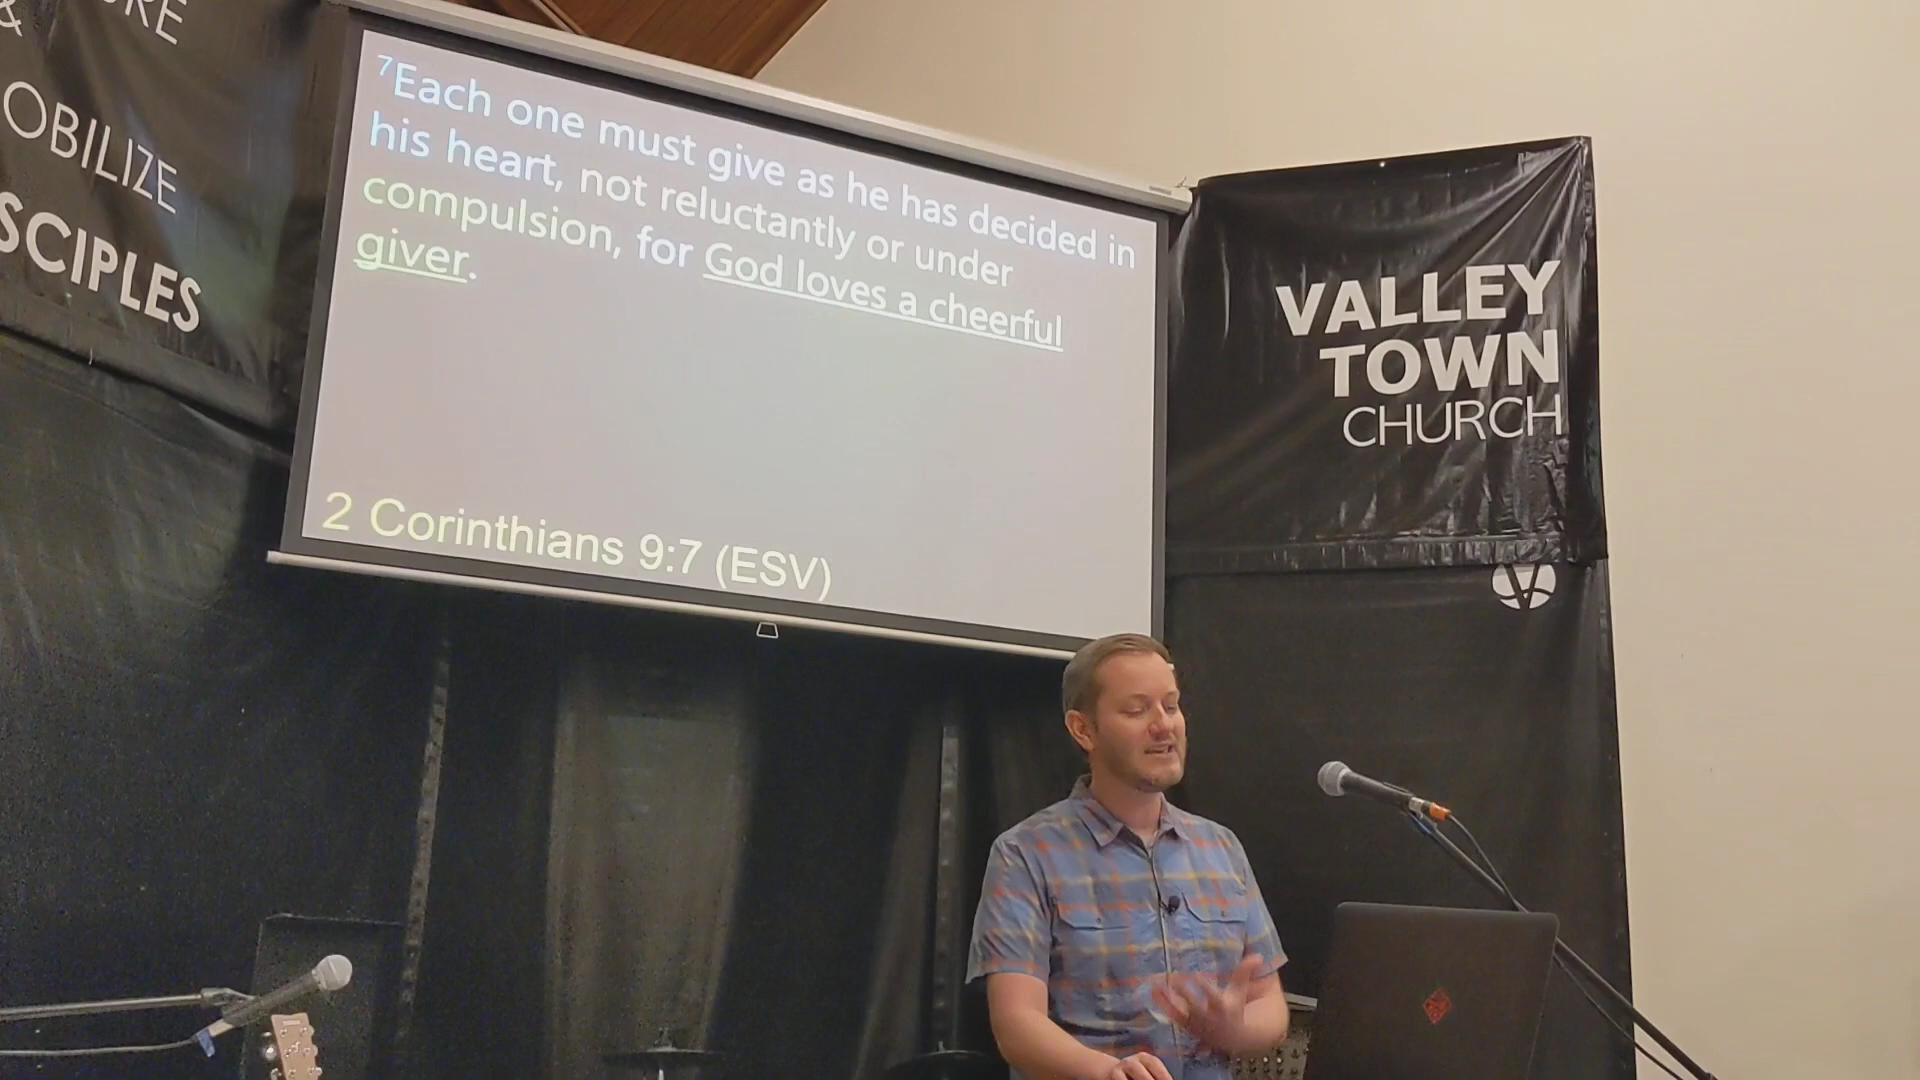 &
OBILIZE
SCIPLES
7Each one must give as he has decided in
his heart, not reluctantly or under
compulsion, for God loves a cheerful
giver.
2 Corinthians 9:7 (ESV)
VALLEY
TOWN
CHURCH